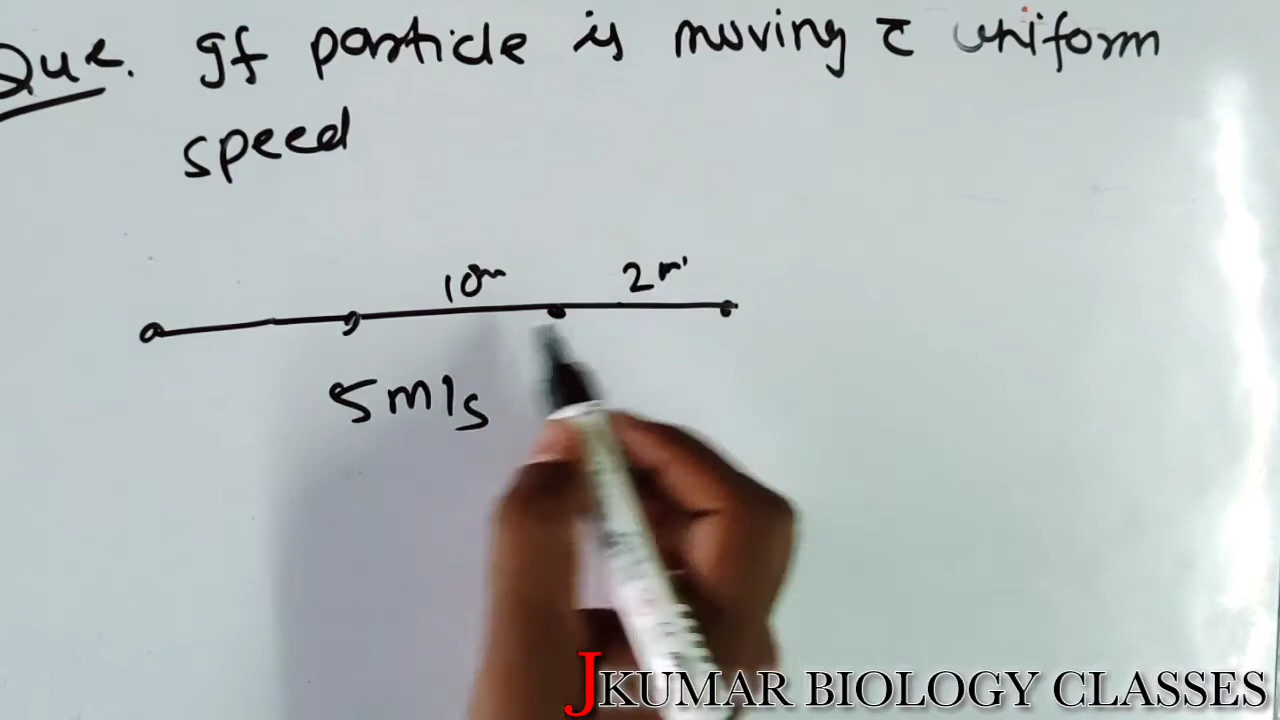 Que. If particle is moving c̄ uniform
speed
10m 2m
5m/s
JKUMAR BIOLOGY CLASSES